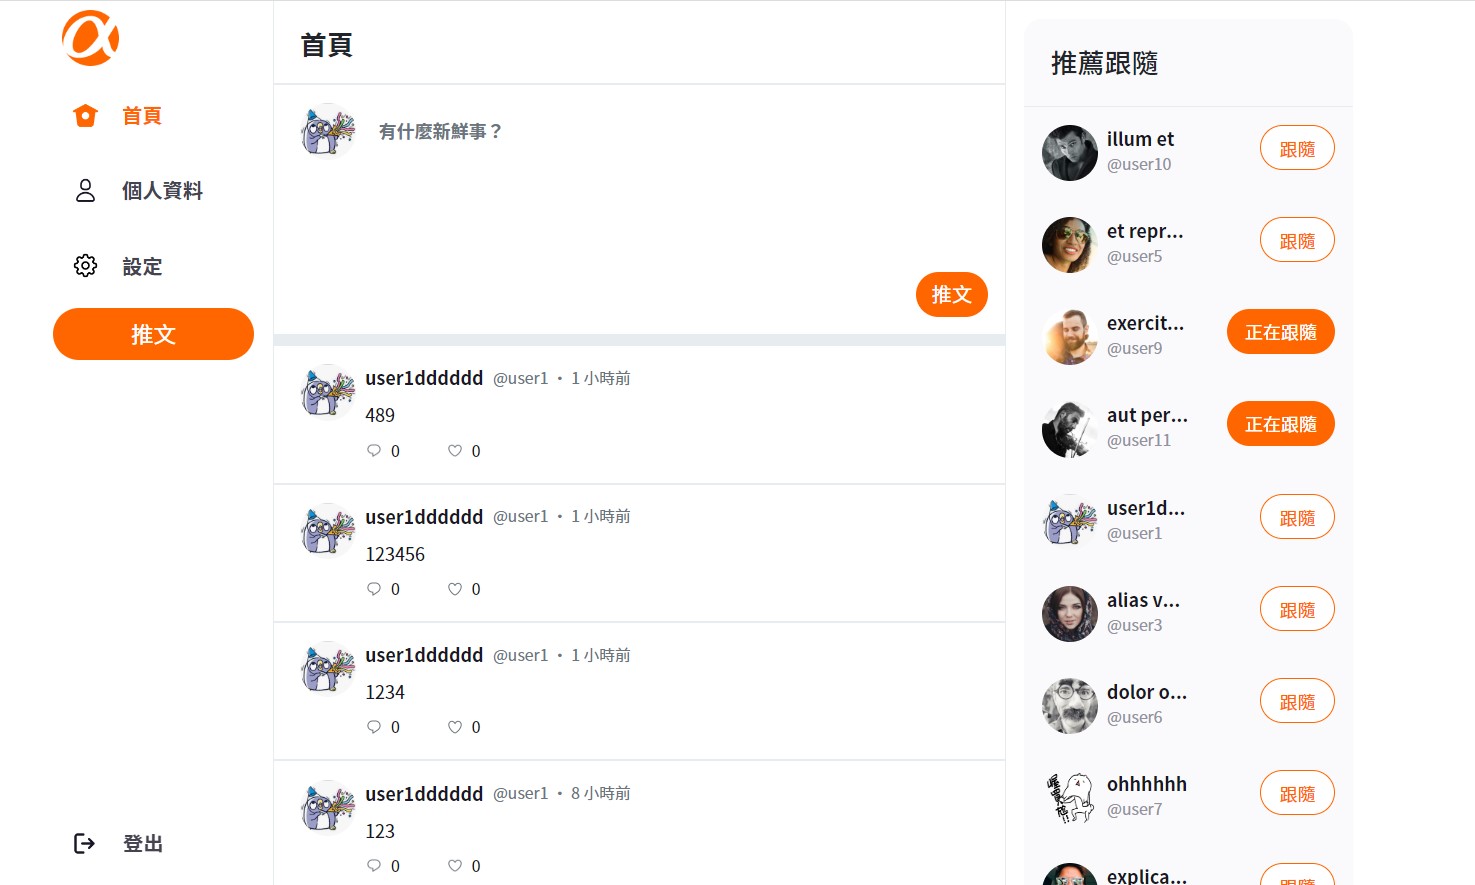 首頁
個人資料
設定
推文
登出
首頁
有什麼新鮮事？
推文
user1dddddd @user1 · 1 小時前
489
0 0
user1dddddd @user1 · 1 小時前
123456
0 0
user1dddddd @user1 · 1 小時前
1234
0 0
user1dddddd @user1 · 8 小時前
123
0 0
推薦跟隨
illum et
@user10
跟隨
et repr...
@user5
跟隨
exercit...
@user9
正在跟隨
aut per...
@user11
正在跟隨
user1d...
@user1
跟隨
alias v...
@user3
跟隨
dolor o...
@user6
跟隨
ohhhhhh
@user7
跟隨
explica...
跟隨